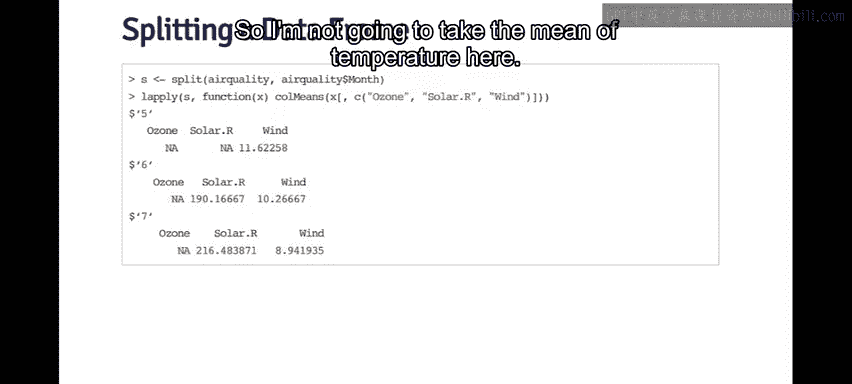 Splitting a Data Frame
So I'm not going to take the mean of
temperature here.
> s <- split(airquality, airquality$Month)
> lapply(s, function(x) colMeans(x[, c("Ozone", "Solar.R", "Wind")]))
$`5`
Ozone Solar.R Wind
NA NA 11.62258
$`6`
Ozone Solar.R Wind
NA 190.16667 10.26667
$`7`
Ozone Solar.R Wind
NA 216.483871 8.941935